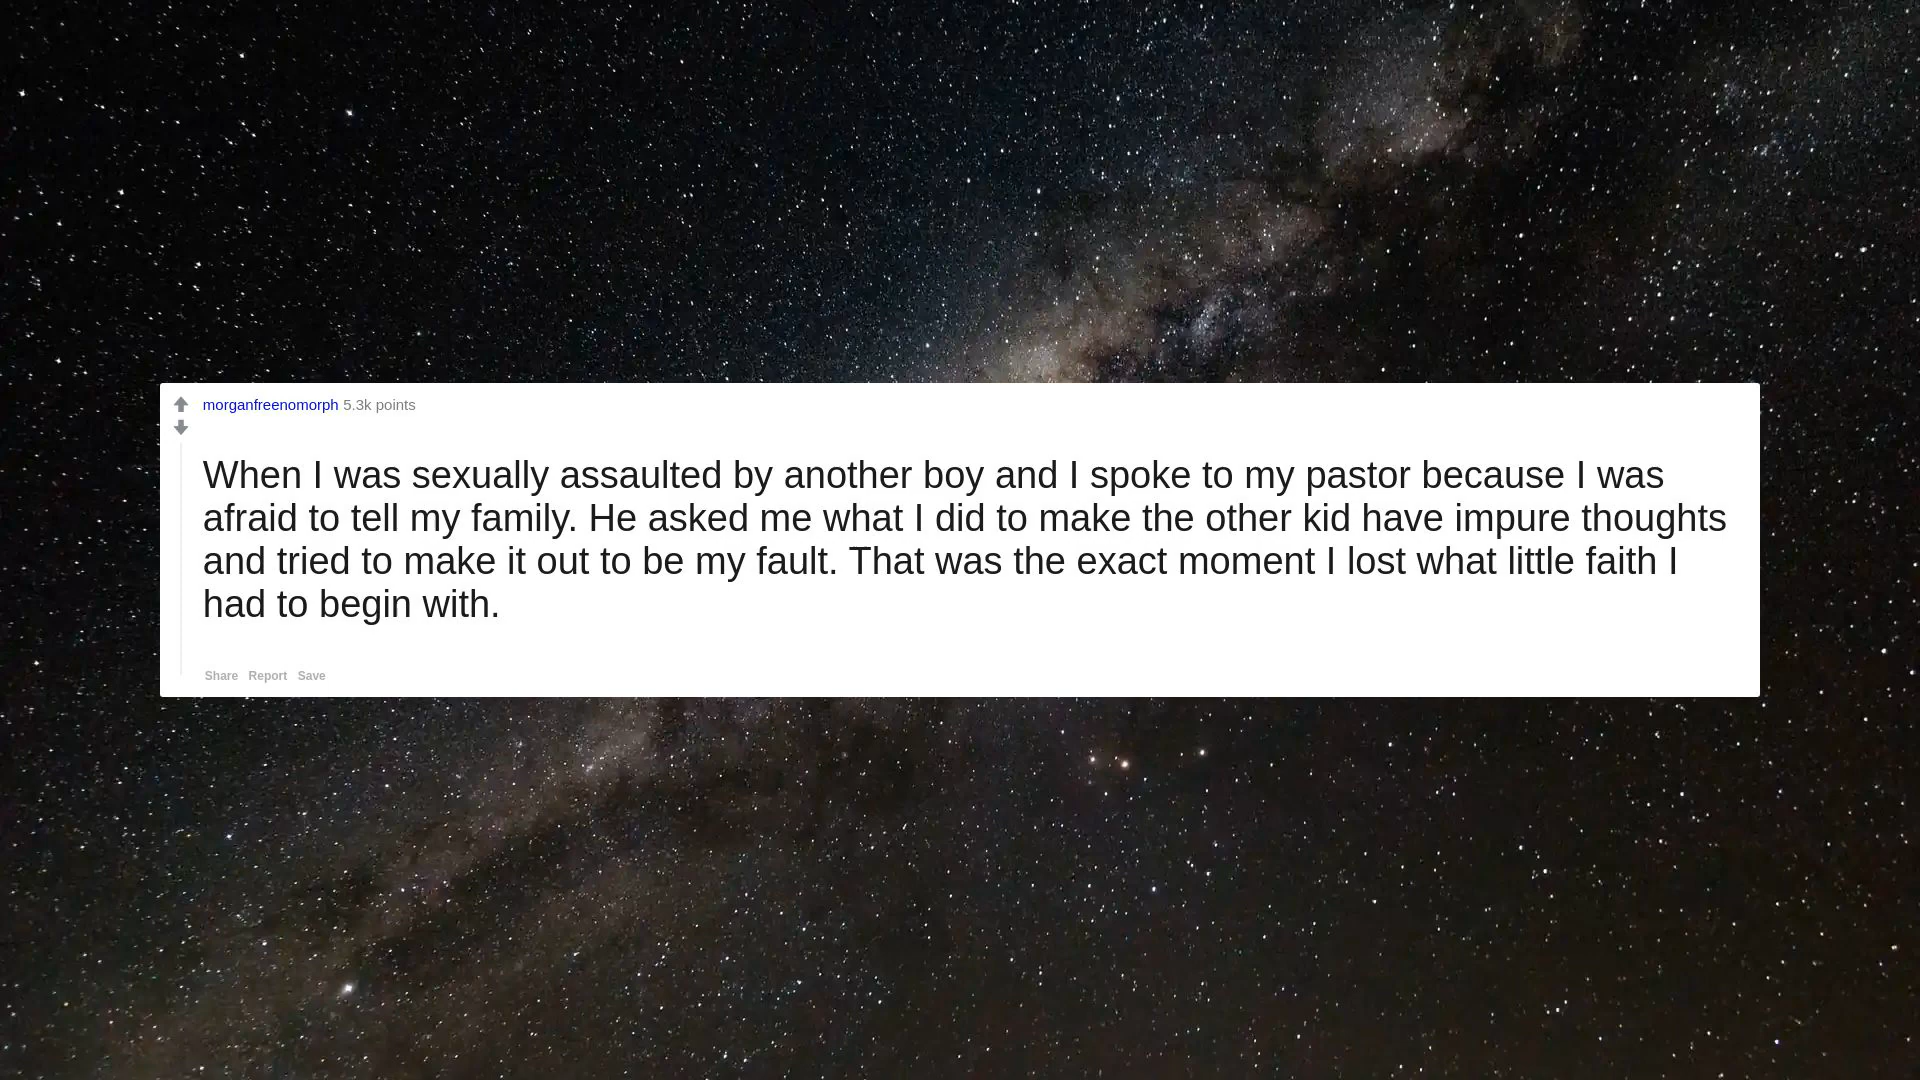 morganfreenomorph 5.3k points
When I was sexually assaulted by another boy and I spoke to my pastor because I was
afraid to tell my family. He asked me what I did to make the other kid have impure thoughts
and tried to make it out to be my fault. That was the exact moment I lost what little faith I
had to begin with.
Share Report Save